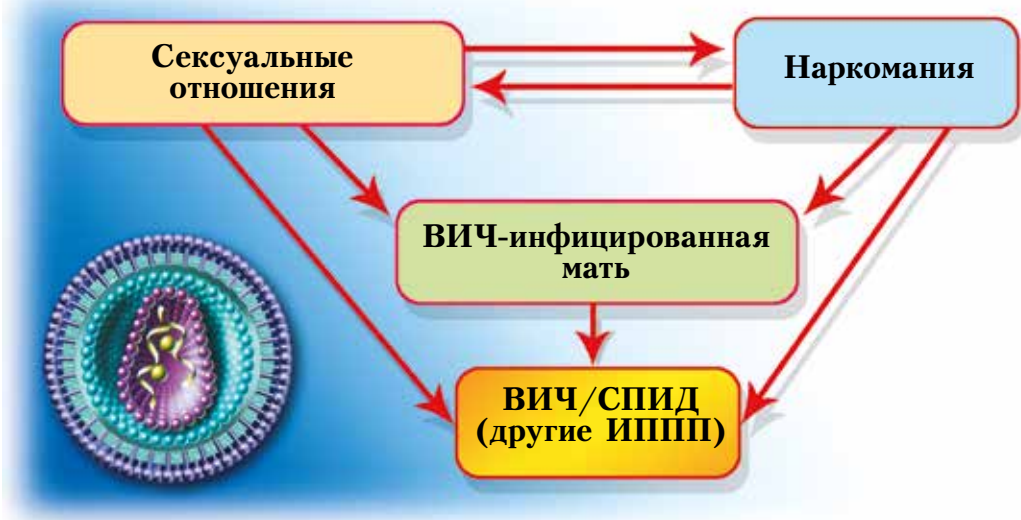 Сексуальные
отношения
Наркомания
ВИЧ-инфицированная
мать
ВИЧ/СПИД
(другие ИППП)